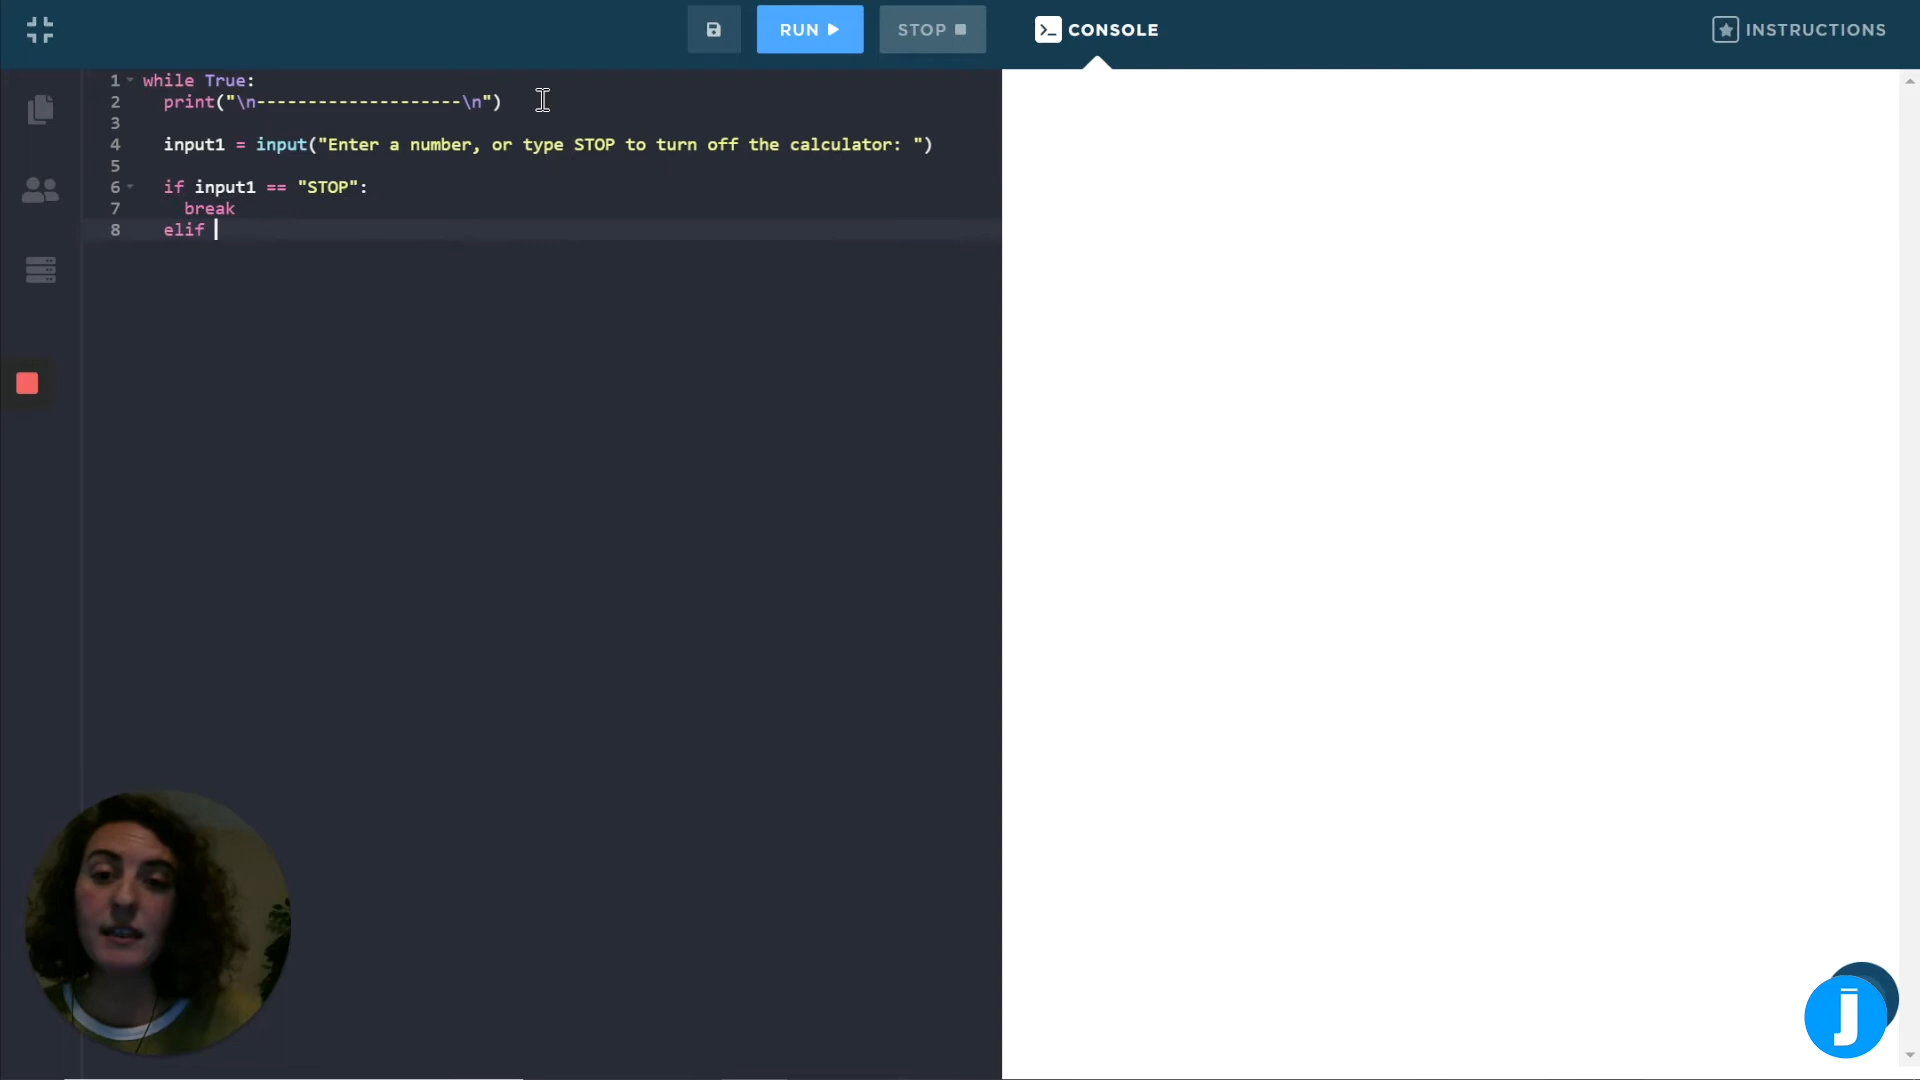 RUN
STOP
CONSOLE
INSTRUCTIONS
1 while True:
2 print("\n--------------------\n")
3
4 input1 = input("Enter a number, or type STOP to turn off the calculator: ")
5
6 if input1 == "STOP":
7 break
8 elif
J